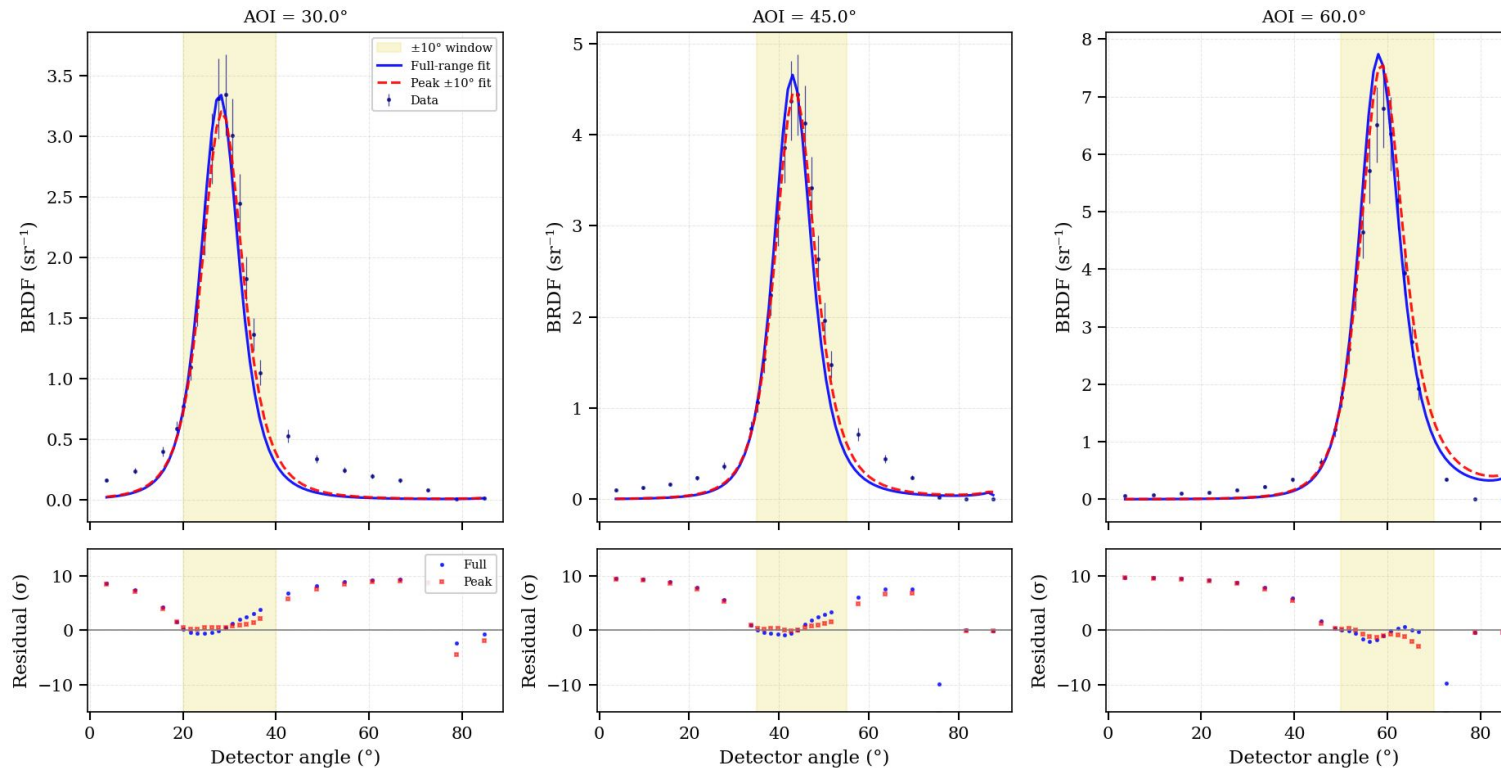 AOI = 30.0°
AOI = 45.0°
AOI = 60.0°
BRDF (sr⁻¹)
3.5
3.0
2.5
2.0
1.5
1.0
0.5
0.0
±10° window
Full-range fit
Peak ±10° fit
Data
BRDF (sr⁻¹)
5
4
3
2
1
0
BRDF (sr⁻¹)
8
7
6
5
4
3
2
1
0
Residual (σ)
10
0
−10
Full
Peak
0 20 40 60 80
Detector angle (°)
Residual (σ)
10
0
−10
0 20 40 60 80
Detector angle (°)
Residual (σ)
10
0
−10
0 20 40 60 80
Detector angle (°)